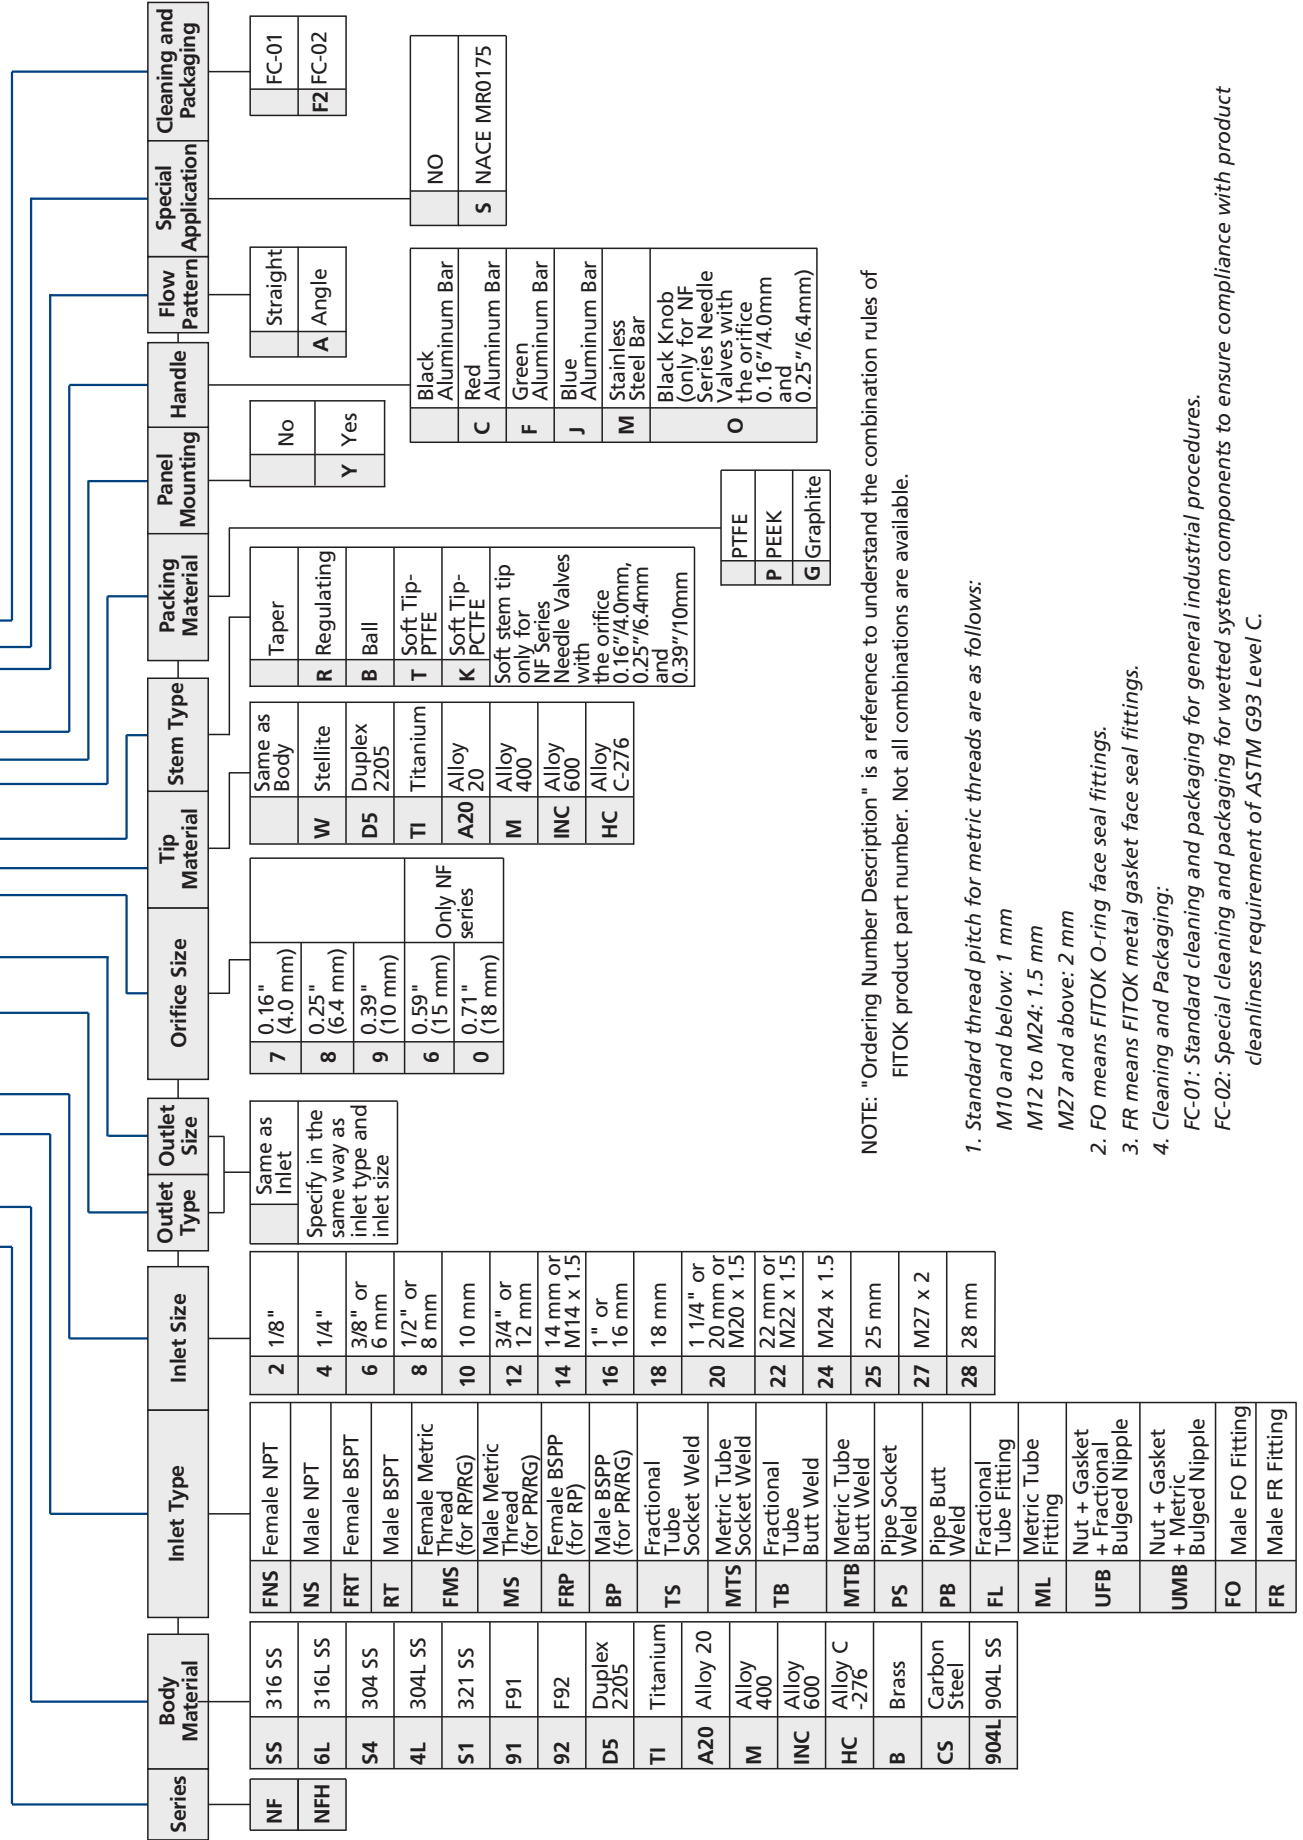 Series
NF
NFH
Body
Material
SS 316 SS
6L 316L SS
S4 304 SS
4L 304L SS
S1 321 SS
91 F91
92 F92
D5 Duplex
2205
TI Titanium
A20 Alloy 20
M Alloy
400
INC Alloy
600
HC Alloy C
-276
B Brass
CS Carbon
Steel
904L 904L SS
Inlet Type
FNS Female NPT
NS Male NPT
FRT Female BSPT
RT Male BSPT
FMS Female Metric
Thread
(for RP/RG)
MS Male Metric
Thread
(for PR/RG)
FRP Female BSPP
(for RP)
BP Male BSPP
(for PR/RG)
TS Fractional
Tube
Socket Weld
MTS Metric Tube
Socket Weld
TB Fractional
Tube
Butt Weld
MTB Metric Tube
Butt Weld
PS Pipe Socket
Weld
PB Pipe Butt
Weld
FL Fractional
Tube Fitting
ML Metric Tube
Fitting
UFB Nut + Gasket
+ Fractional
Bulged Nipple
UMB Nut + Gasket
+ Metric
Bulged Nipple
FO Male FO Fitting
FR Male FR Fitting
Inlet Size
2 1/8"
4 1/4"
6 3/8" or
6 mm
8 1/2" or
8 mm
10 10 mm
12 3/4" or
12 mm
14 14 mm or
M14 x 1.5
16 1" or
16 mm
18 18 mm
20 1 1/4" or
20 mm or
M20 x 1.5
22 22 mm or
M22 x 1.5
24 M24 x 1.5
25 25 mm
27 M27 x 2
28 28 mm
Outlet
Type
Outlet
Size
Same as
Inlet
Specify in the
same way as
inlet type and
inlet size
Orifice Size
7 0.16"
(4.0 mm)
8 0.25"
(6.4 mm)
9 0.39"
(10 mm)
6 0.59"
(15 mm)
0 0.71"
(18 mm)
Only NF
series
Tip
Material
Same as
Body
W Stellite
D5 Duplex
2205
TI Titanium
A20 Alloy
20
M Alloy
400
INC Alloy
600
HC Alloy
C-276
Stem Type
Taper
R Regulating
B Ball
T Soft Tip-
PTFE
K Soft Tip-
PCTFE
Soft stem tip
only for
NF Series
Needle Valves
with
the orifice
0.16"/4.0mm,
0.25"/6.4mm
and
0.39"/10mm
Packing
Material
PTFE
P PEEK
G Graphite
Panel
Mounting
No
Y Yes
Handle
Black
Aluminum Bar
C Red
Aluminum Bar
F Green
Aluminum Bar
J Blue
Aluminum Bar
M Stainless
Steel Bar
O Black Knob
(only for NF
Series Needle
Valves with
the orifice
0.16"/4.0mm
and
0.25"/6.4mm)
Flow
Pattern
Straight
A Angle
Special
Application
NO
S NACE MR0175
Cleaning and
Packaging
FC-01
F2 FC-02
NOTE: "Ordering Number Description" is a reference to understand the combination rules of
FITOK product part number. Not all combinations are available.
1. Standard thread pitch for metric threads are as follows:
M10 and below: 1 mm
M12 to M24: 1.5 mm
M27 and above: 2 mm
2. FO means FITOK O-ring face seal fittings.
3. FR means FITOK metal gasket face seal fittings.
4. Cleaning and Packaging:
FC-01: Standard cleaning and packaging for general industrial procedures.
FC-02: Special cleaning and packaging for wetted system components to ensure compliance with product
cleanliness requirement of ASTM G93 Level C.